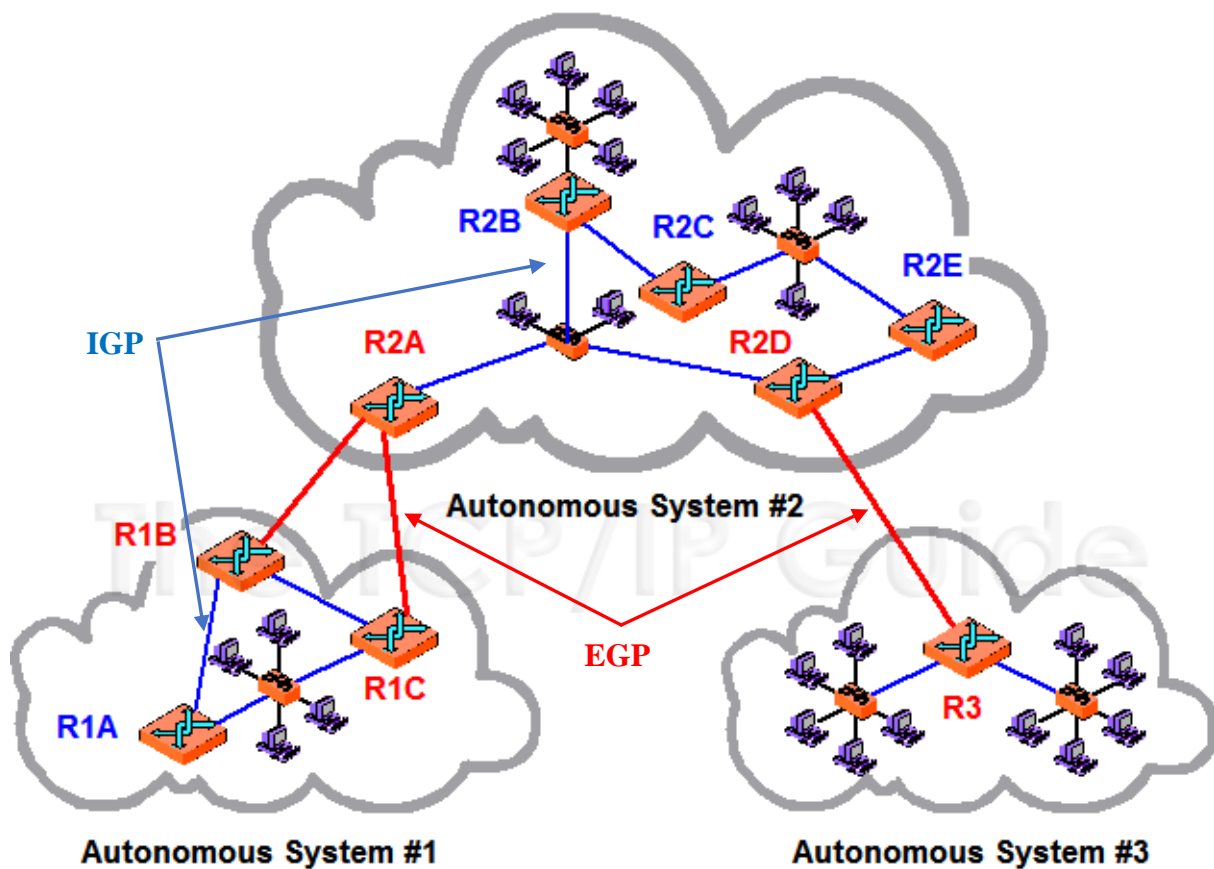 R2B
R2C
R2E
IGP
R2A
R2D
Autonomous System #2
The TCP/IP Guide
R1B
EGP
R1C
R3
R1A
Autonomous System #1
Autonomous System #3